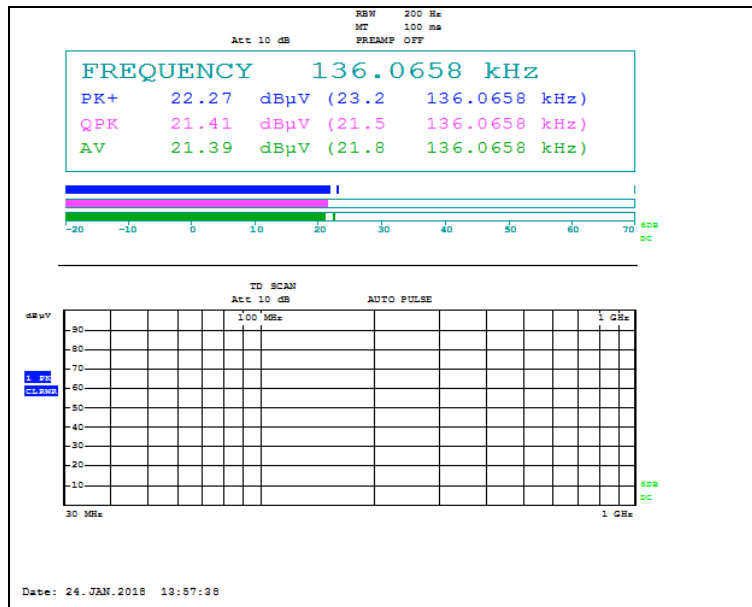 RBW 200 Hz
MT 100 ms
Att 10 dB PREAMP OFF
FREQUENCY 136.0658 kHz
PK+ 22.27 dBµV (23.2 136.0658 kHz)
QPK 21.41 dBµV (21.5 136.0658 kHz)
AV 21.39 dBµV (21.8 136.0658 kHz)
-20 -10 0 10 20 30 40 50 60 70
6DB
DC
TD SCAN
Att 10 dB AUTO PULSE
dBµV
100 MHz 1 GHz
90
80
70
1 PK
CLRWR
60
50
40
30
20
10
6DB
DC
30 MHz 1 GHz
Date: 24.JAN.2018 13:57:38